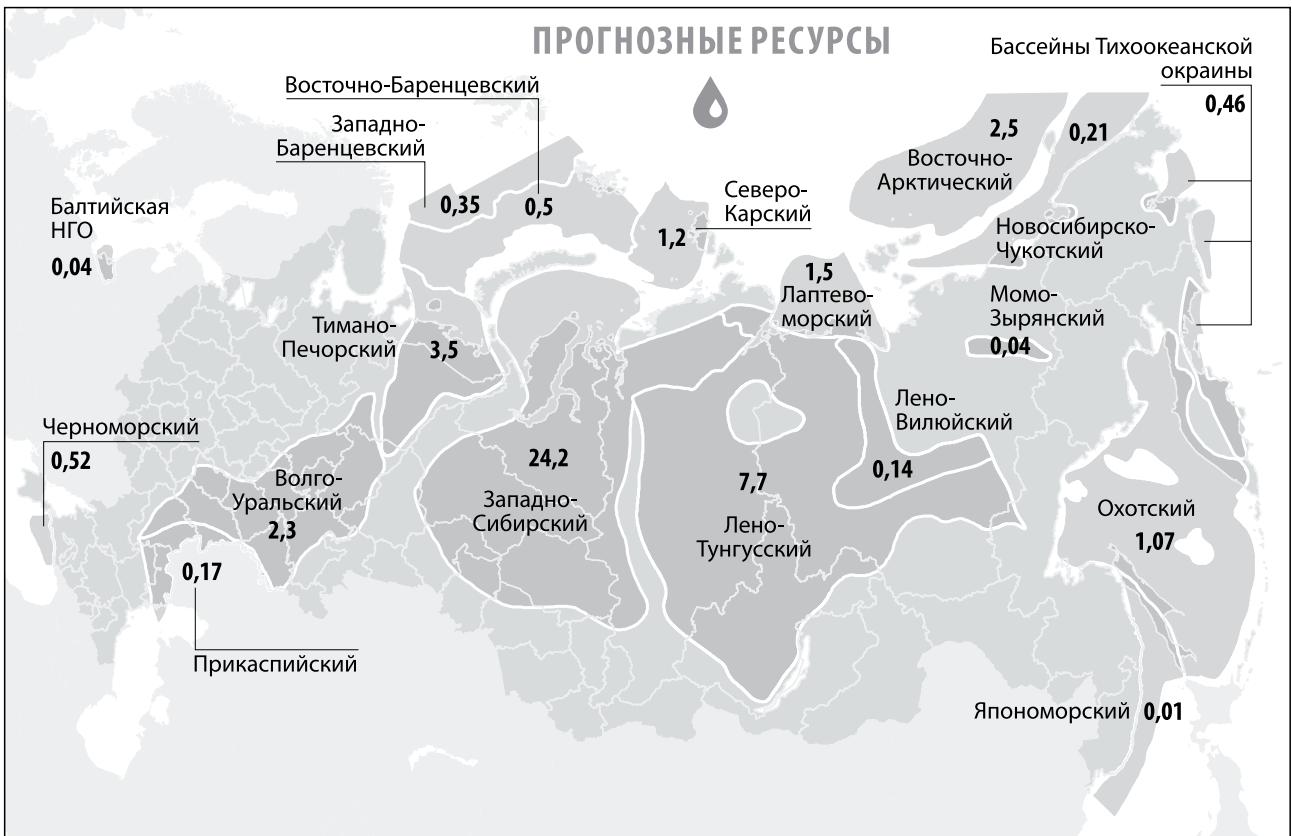 ПРОГНОЗНЫЕ РЕСУРСЫ
Бассейны Тихоокеанской
окраины
0,46
Восточно-Баренцевский
Западно-
Баренцевский
0,35
0,5
Балтийская
НГО
0,04
Северо-
Карский
1,2
2,5
Восточно-
Арктический
0,21
Новосибирско-
Чукотский
1,5
Лаптево-
морский
Момо-
Зырянский
0,04
Тимано-
Печорский
3,5
Лено-
Вилюйский
0,14
Черноморский
0,52
Волго-
Уральский
2,3
24,2
Западно-
Сибирский
7,7
Лено-
Тунгусский
Охотский
1,07
0,17
Прикаспийский
Япономорский 0,01